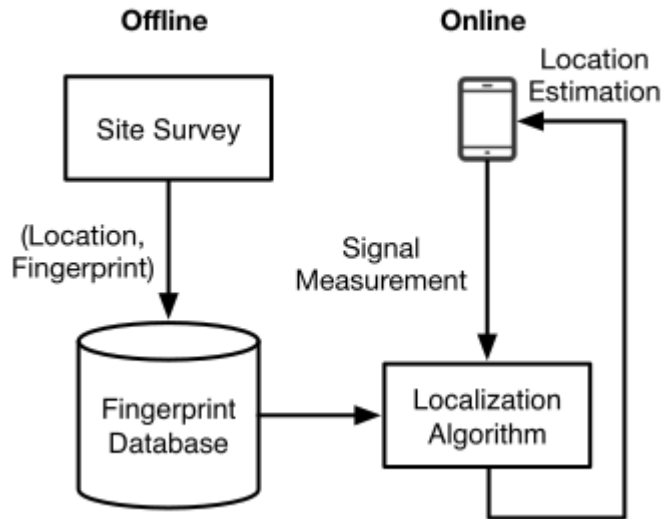 Offline
Online
Location
Estimation
Site Survey
(Location,
Fingerprint)
Signal
Measurement
Fingerprint
Database
Localization
Algorithm